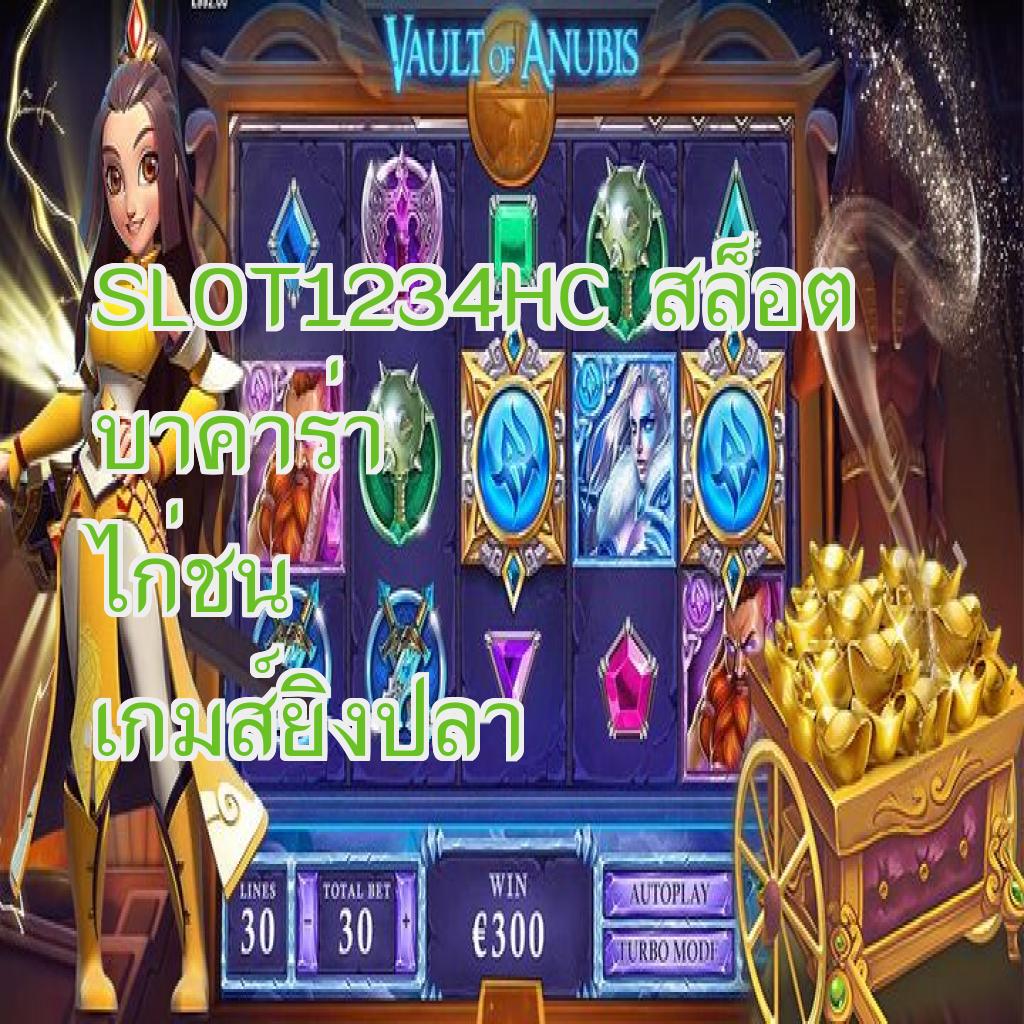 VAULT OF ANUBIS
SLOT1234HC สล็อต
บาคาร่า
ไก่ชน
เกมส์ยิงปลา
LINES
30
TOTAL BET
- 30 +
WIN
€300
AUTOPLAY
TURBO MODE